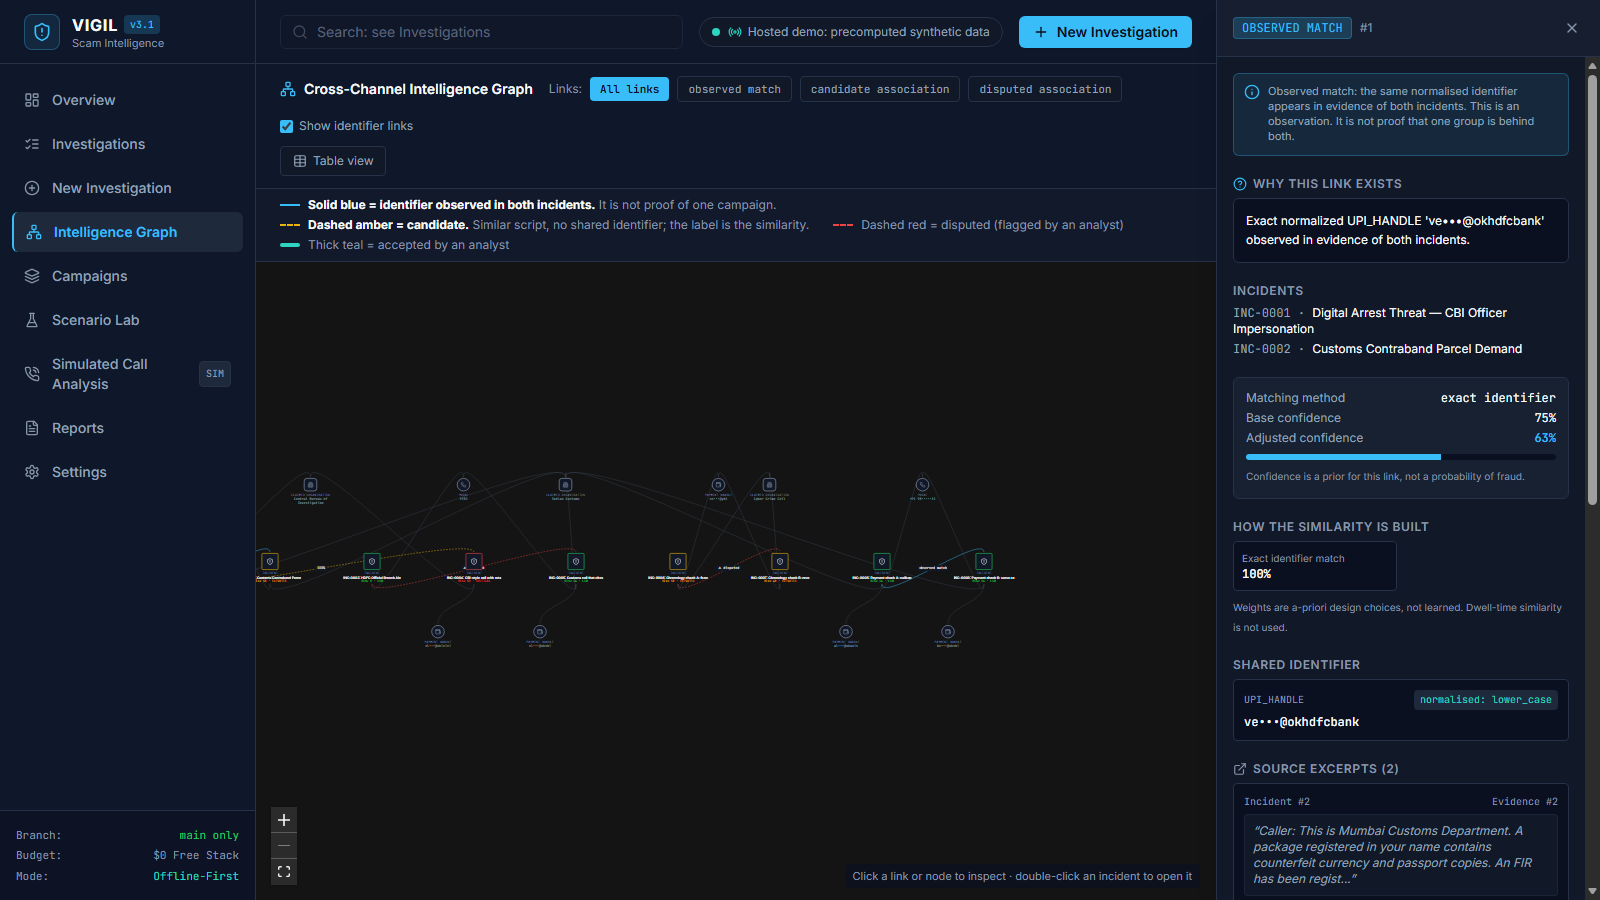 VIGIL v3.1
Scam Intelligence
Overview
Investigations
New Investigation
Intelligence Graph
Campaigns
Scenario Lab
Simulated Call
Analysis
SIM
Reports
Settings
Branch: main only
Budget: $0 Free Stack
Mode: Offline-First
Search: see Investigations
Hosted demo: precomputed synthetic data
New Investigation
Cross-Channel Intelligence Graph Links: All links observed match candidate association disputed association
Show identifier links
Table view
Solid blue = identifier observed in both incidents. It is not proof of one campaign.
Dashed amber = candidate. Similar script, no shared identifier; the label is the similarity. Dashed red = disputed (flagged by an analyst)
Thick teal = accepted by an analyst
observed match
Click a link or node to inspect · double-click an incident to open it
OBSERVED MATCH #1
Observed match: the same normalised identifier
appears in evidence of both incidents. This is an
observation. It is not proof that one group is behind
both.
WHY THIS LINK EXISTS
Exact normalized UPI_HANDLE 've•••@okhdfcbank'
observed in evidence of both incidents.
INCIDENTS
INC-0001 · Digital Arrest Threat — CBI Officer
Impersonation
INC-0002 · Customs Contraband Parcel Demand
Matching method exact identifier
Base confidence 75%
Adjusted confidence 63%
Confidence is a prior for this link, not a probability of fraud.
HOW THE SIMILARITY IS BUILT
Exact identifier match
100%
Weights are a-priori design choices, not learned. Dwell-time similarity
is not used.
SHARED IDENTIFIER
UPI_HANDLE normalised: lower_case
ve•••@okhdfcbank
SOURCE EXCERPTS (2)
Incident #2 Evidence #2
“Caller: This is Mumbai Customs Department. A
package registered in your name contains
counterfeit currency and passport copies. An FIR
has been regist...”